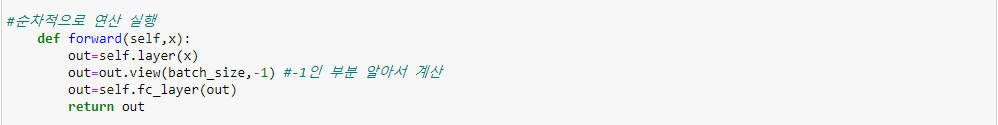 #순차적으로 연산 실행
    def forward(self,x):
        out=self.layer(x)
        out=out.view(batch_size,-1) #-1인 부분 알아서 계산
        out=self.fc_layer(out)
        return out